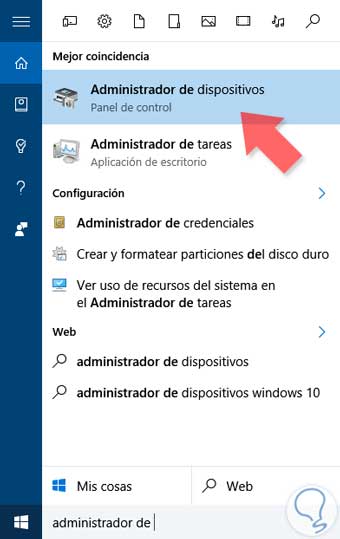 Mejor coincidencia
Administrador de dispositivos
Panel de control
Administrador de tareas
Aplicación de escritorio
Configuración
Administrador de credenciales
Crear y formatear particiones del disco duro
Ver uso de recursos del sistema en
el Administrador de tareas
Web
administrador de dispositivos
administrador de dispositivos windows 10
Mis cosas
Web
administrador de